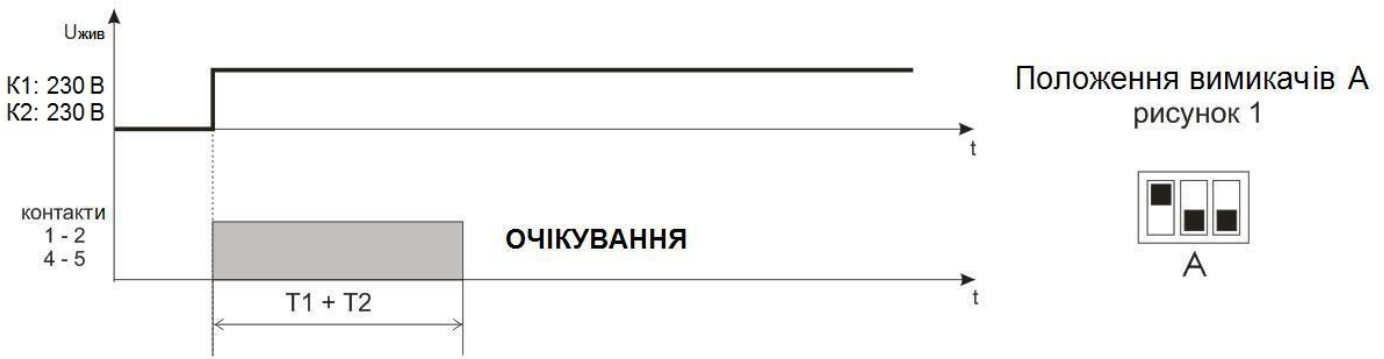 Uжив
К1: 230 В
К2: 230 В
t
контакти
1 - 2
4 - 5
ОЧІКУВАННЯ
t
T1 + T2
Положення вимикачів А
рисунок 1
A